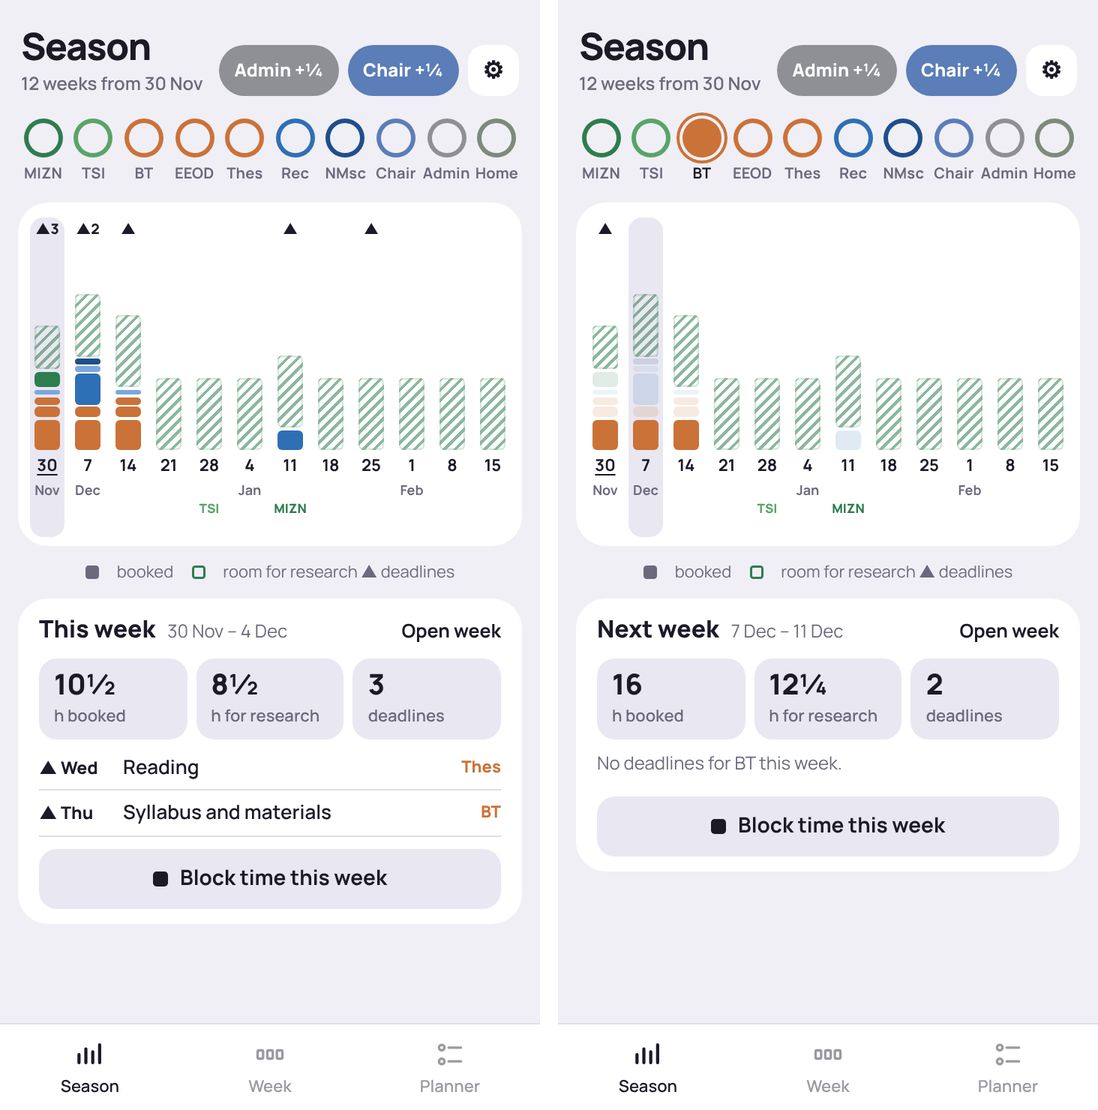 Season
12 weeks from 30 Nov
Admin +¼
Chair +¼
MIZN TSI BT EEOD Thes Rec NMsc Chair Admin Home
▲3 ▲2 ▲ ▲ ▲
30 7 14 21 28 4 11 18 25 1 8 15
Nov Dec Jan Feb
TSI MIZN
booked room for research ▲ deadlines
This week 30 Nov – 4 Dec Open week
10½ 8½ 3
h booked h for research deadlines
▲ Wed Reading Thes
▲ Thu Syllabus and materials BT
Block time this week
Season Week Planner
Season
12 weeks from 30 Nov
Admin +¼
Chair +¼
MIZN TSI BT EEOD Thes Rec NMsc Chair Admin Home
▲
30 7 14 21 28 4 11 18 25 1 8 15
Nov Dec Jan Feb
TSI MIZN
booked room for research ▲ deadlines
Next week 7 Dec – 11 Dec Open week
16 12¼ 2
h booked h for research deadlines
No deadlines for BT this week.
Block time this week
Season Week Planner